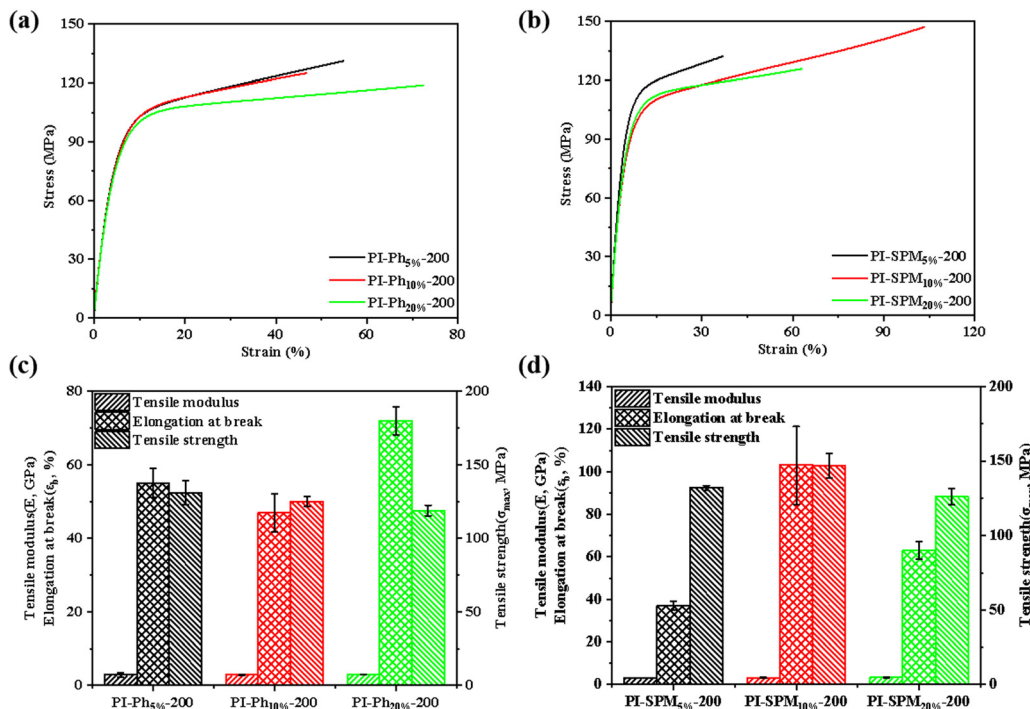 (a)
150
120
90
60
30
0
Stress (MPa)
PI-Ph5%-200
PI-Ph10%-200
PI-Ph20%-200
0 20 40 60 80
Strain (%)
(b)
150
120
90
60
30
0
Stress (MPa)
PI-SPM5%-200
PI-SPM10%-200
PI-SPM20%-200
0 30 60 90 120
Strain (%)
(c)
80
60
40
20
0
Tensile modulus(E, GPa)
Elongation at break(εb, %)
Tensile modulus
Elongation at break
Tensile strength
200
150
100
50
0
Tensile strength(σmax, MPa)
PI-Ph5%-200 PI-Ph10%-200 PI-Ph20%-200
(d)
140
120
100
80
60
40
20
0
Tensile modulus(E, GPa)
Elongation at break(εb, %)
Tensile modulus
Elongation at break
Tensile strength
200
150
100
50
0
Tensile strength(σmax, MPa)
PI-SPM5%-200 PI-SPM10%-200 PI-SPM20%-200